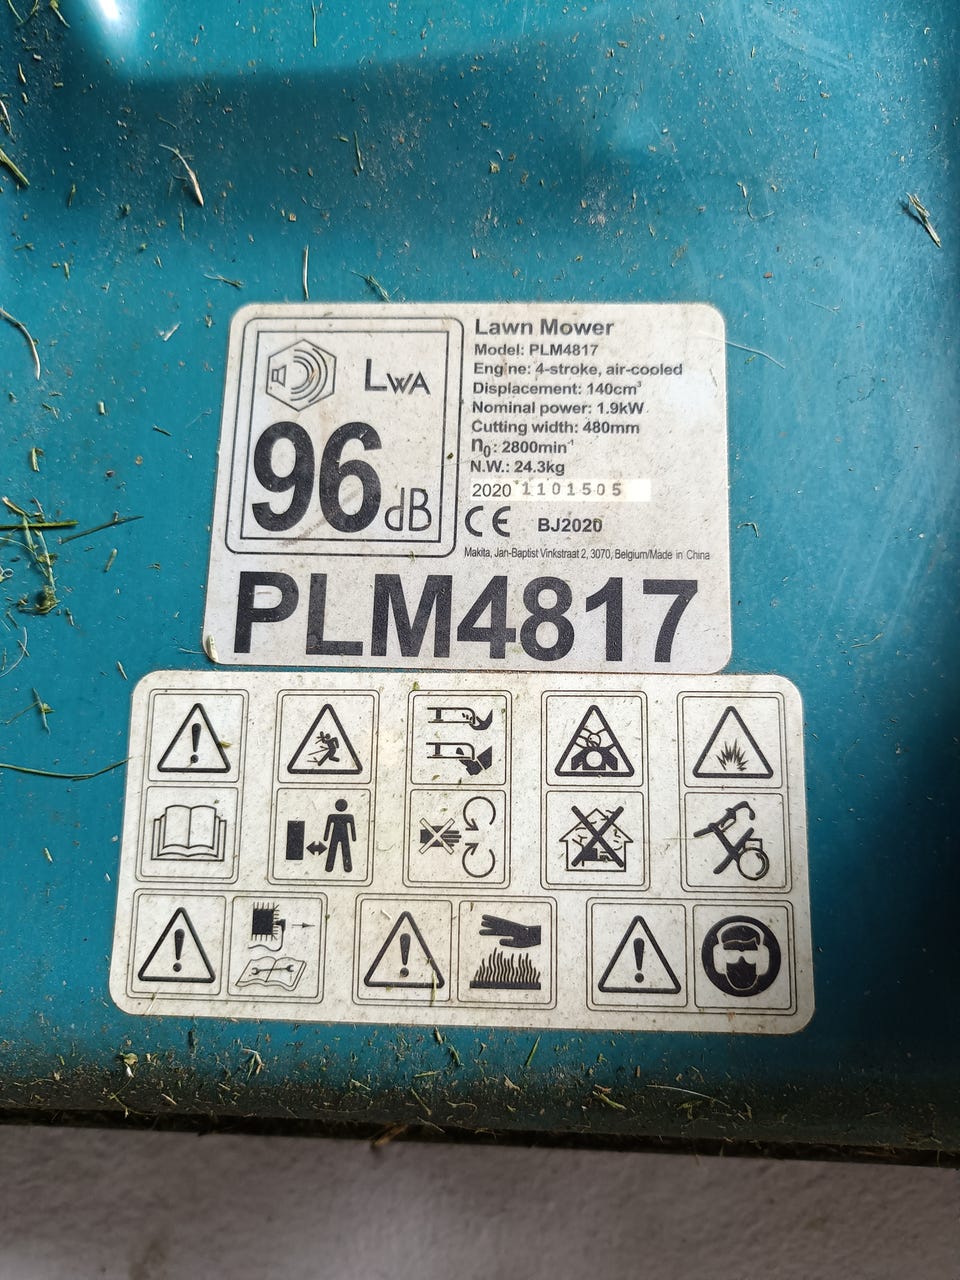 LWA
96 dB
Lawn Mower
Model: PLM4817
Engine: 4-stroke, air-cooled
Displacement: 140cm³
Nominal power: 1.9kW
Cutting width: 480mm
n₀: 2800min⁻¹
N.W.: 24.3kg
2020 1101505
CE BJ2020
Makita, Jan-Baptist Vinkstraat 2, 3070, Belgium/Made in China
PLM4817